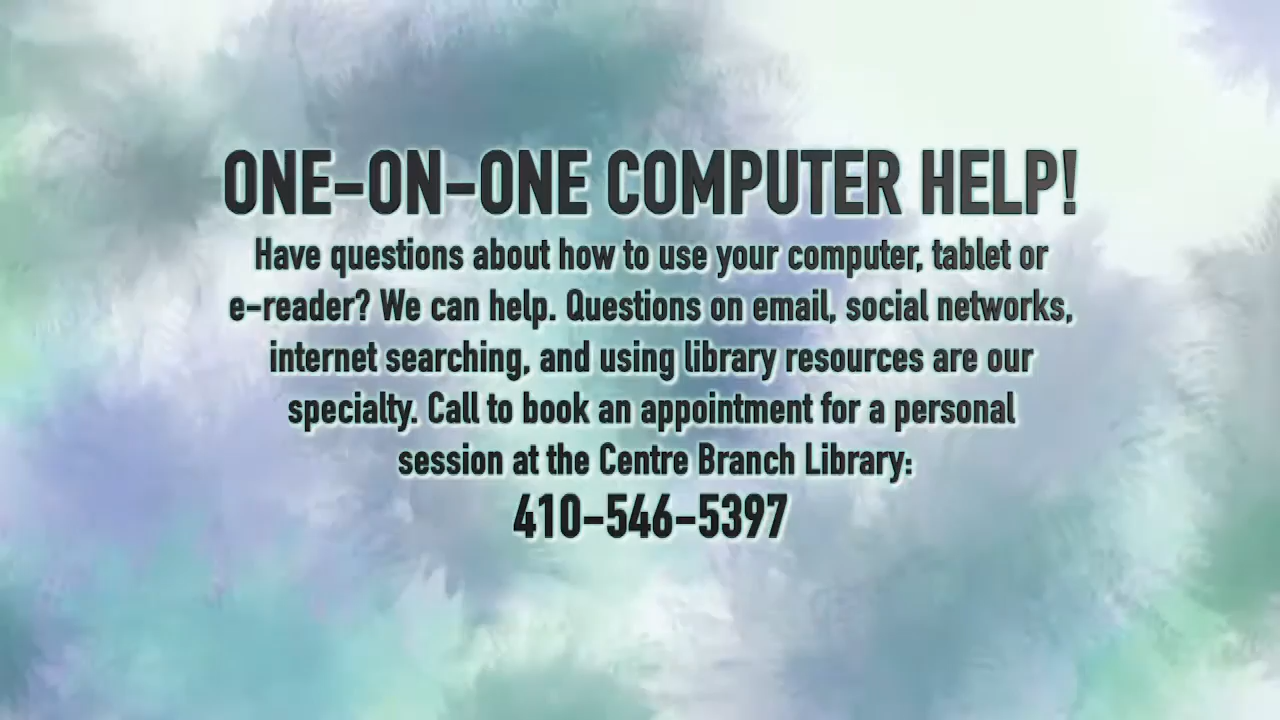 ONE-ON-ONE COMPUTER HELP!
Have questions about how to use your computer, tablet or
e-reader? We can help. Questions on email, social networks,
internet searching, and using library resources are our
specialty. Call to book an appointment for a personal
session at the Centre Branch Library:
410-546-5397